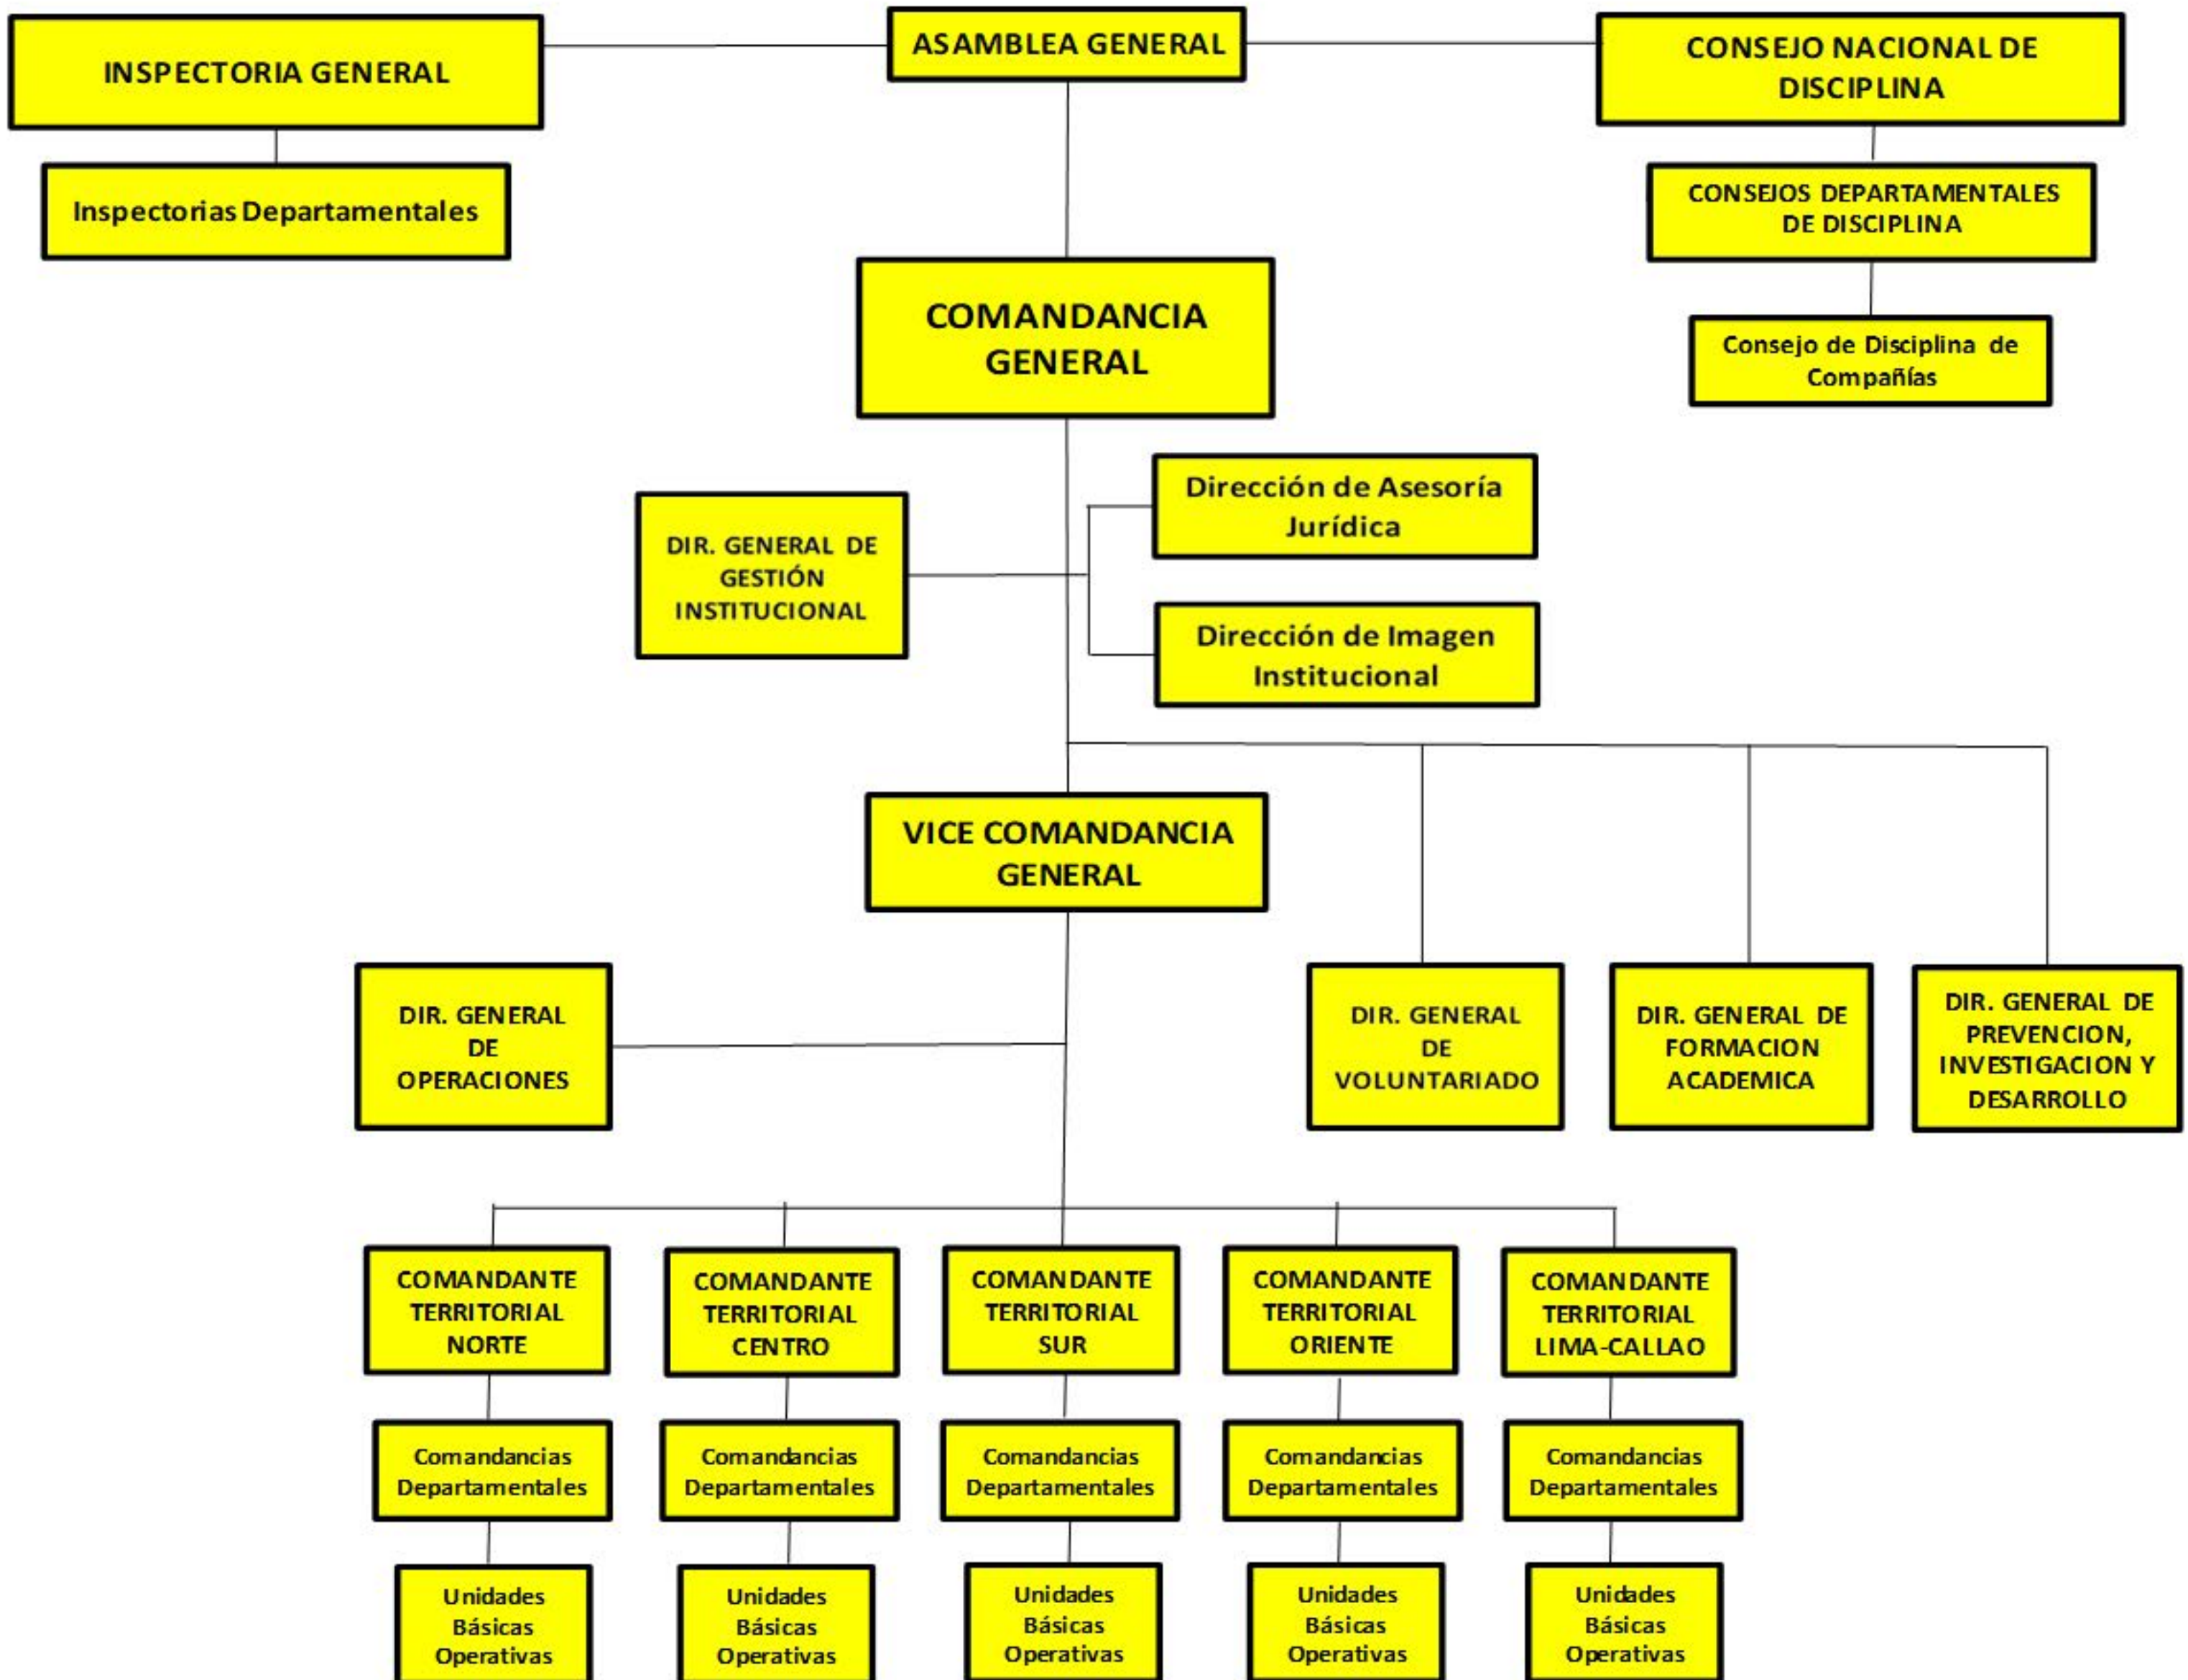 INSPECTORIA GENERAL
ASAMBLEA GENERAL
CONSEJO NACIONAL DE
DISCIPLINA
Inspectorias Departamentales
CONSEJOS DEPARTAMENTALES
DE DISCIPLINA
COMANDANCIA
GENERAL
Consejo de Disciplina de
Compañías
DIR. GENERAL DE
GESTIÓN
INSTITUCIONAL
Dirección de Asesoría
Jurídica
Dirección de Imagen
Institucional
VICE COMANDANCIA
GENERAL
DIR. GENERAL
DE
OPERACIONES
DIR. GENERAL
DE
VOLUNTARIADO
DIR. GENERAL DE
FORMACION
ACADEMICA
DIR. GENERAL DE
PREVENCION,
INVESTIGACION Y
DESARROLLO
COMANDANTE
TERRITORIAL
NORTE
COMANDANTE
TERRITORIAL
CENTRO
COMANDANTE
TERRITORIAL
SUR
COMANDANTE
TERRITORIAL
ORIENTE
COMANDANTE
TERRITORIAL
LIMA-CALLAO
Comandancias
Departamentales
Comandancias
Departamentales
Comandancias
Departamentales
Comandancias
Departamentales
Comandancias
Departamentales
Unidades
Básicas
Operativas
Unidades
Básicas
Operativas
Unidades
Básicas
Operativas
Unidades
Básicas
Operativas
Unidades
Básicas
Operativas